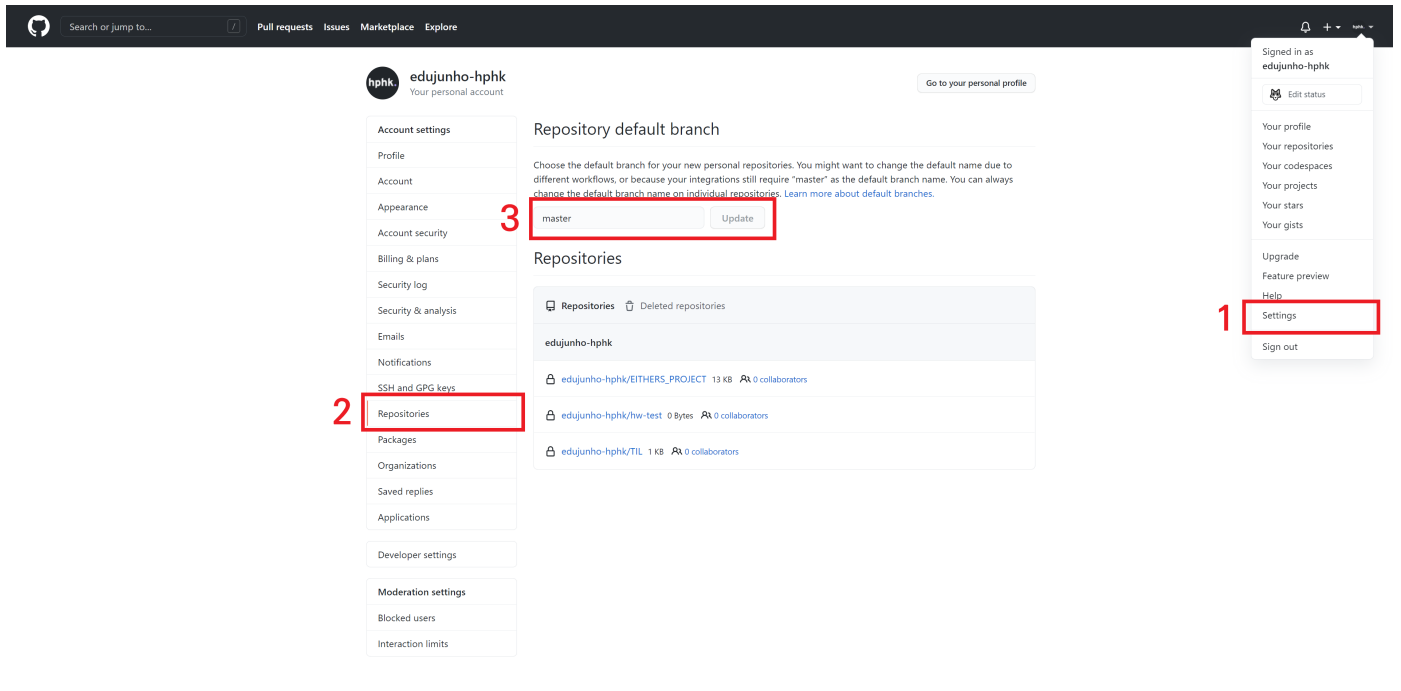 Search or jump to... / Pull requests Issues Marketplace Explore
hphk.
edujunho-hphk
Your personal account
Go to your personal profile
Account settings
Profile
Account
Appearance
Account security
Billing & plans
Security log
Security & analysis
Emails
Notifications
SSH and GPG keys
2
Repositories
Packages
Organizations
Saved replies
Applications
Developer settings
Moderation settings
Blocked users
Interaction limits
Repository default branch
Choose the default branch for your new personal repositories. You might want to change the default name due to
different workflows, or because your integrations still require “master” as the default branch name. You can always
change the default branch name on individual repositories. Learn more about default branches.
3
master Update
Repositories
Repositories Deleted repositories
edujunho-hphk
edujunho-hphk/EITHERS_PROJECT 13 KB 0 collaborators
edujunho-hphk/hw-test 0 Bytes 0 collaborators
edujunho-hphk/TIL 1 KB 0 collaborators
hphk.
Signed in as
edujunho-hphk
Edit status
Your profile
Your repositories
Your codespaces
Your projects
Your stars
Your gists
Upgrade
Feature preview
Help
1
Settings
Sign out